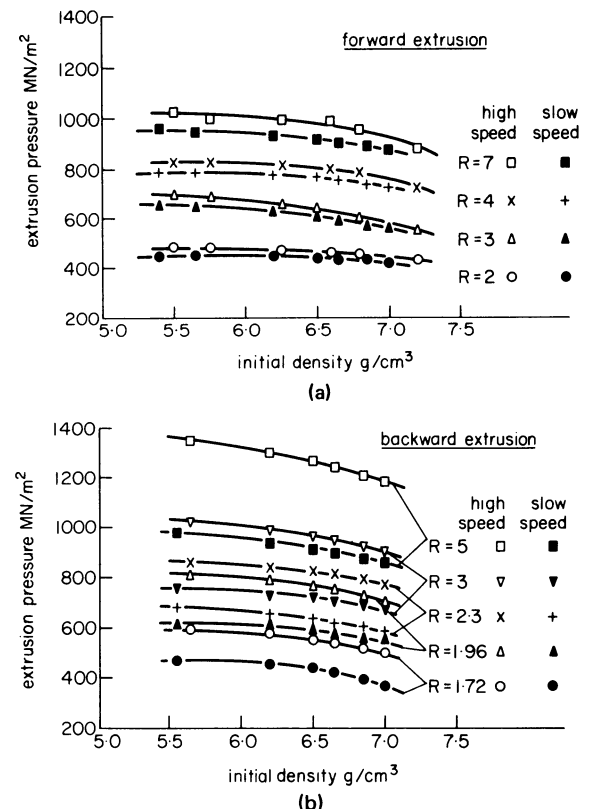 1400
forward extrusion
1200
high slow
speed speed
1000
R=7
800
R=4
600
R=3
400
R=2
200
extrusion pressure MN/m²
5.0 5.5 6.0 6.5 7.0 7.5
initial density g/cm³
(a)
1400
backward extrusion
1200
high slow
speed speed
1000
R=5
800
R=3
R=2·3
600
R=1·96
400
R=1·72
200
extrusion pressure MN/m²
5·0 5·5 6·0 6·5 7·0 7·5
initial density g/cm³
(b)